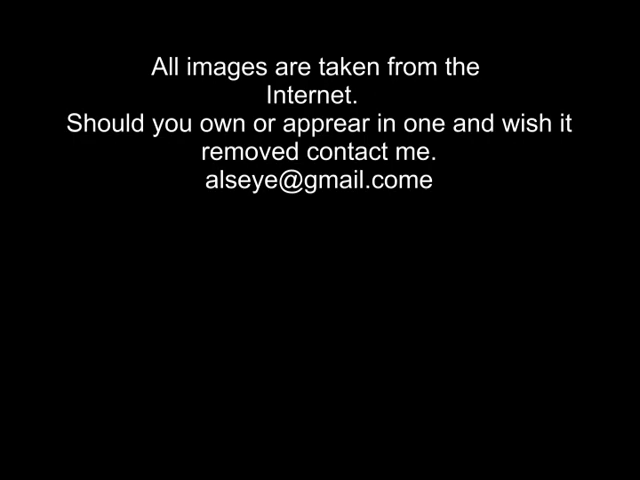 All images are taken from the
Internet.
Should you own or apprear in one and wish it
removed contact me.
alseye@gmail.come